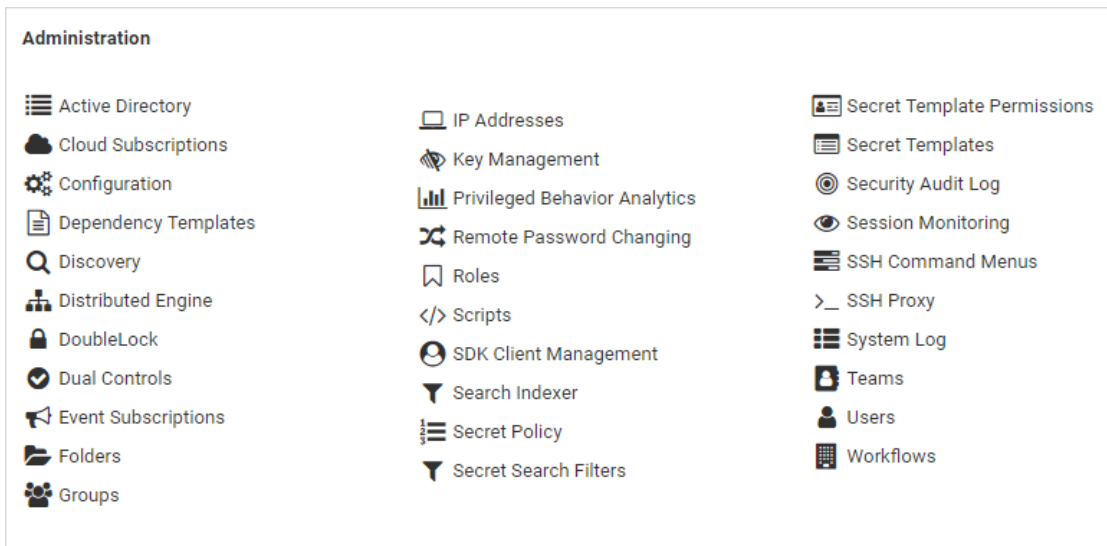 Administration
Active Directory
Cloud Subscriptions
Configuration
Dependency Templates
Discovery
Distributed Engine
DoubleLock
Dual Controls
Event Subscriptions
Folders
Groups
IP Addresses
Key Management
Privileged Behavior Analytics
Remote Password Changing
Roles
Scripts
SDK Client Management
Search Indexer
Secret Policy
Secret Search Filters
Secret Template Permissions
Secret Templates
Security Audit Log
Session Monitoring
SSH Command Menus
SSH Proxy
System Log
Teams
Users
Workflows